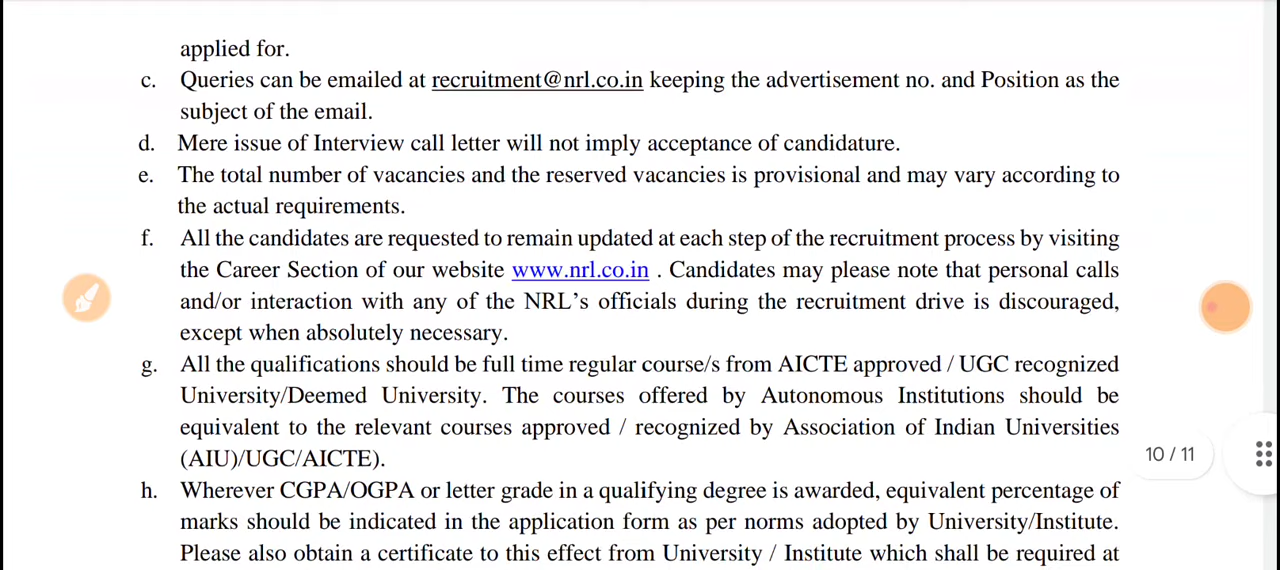 applied for.
c. Queries can be emailed at recruitment@nrl.co.in keeping the advertisement no. and Position as the
subject of the email.
d. Mere issue of Interview call letter will not imply acceptance of candidature.
e. The total number of vacancies and the reserved vacancies is provisional and may vary according to
the actual requirements.
f. All the candidates are requested to remain updated at each step of the recruitment process by visiting
the Career Section of our website www.nrl.co.in . Candidates may please note that personal calls
and/or interaction with any of the NRL’s officials during the recruitment drive is discouraged,
except when absolutely necessary.
g. All the qualifications should be full time regular course/s from AICTE approved / UGC recognized
University/Deemed University. The courses offered by Autonomous Institutions should be
equivalent to the relevant courses approved / recognized by Association of Indian Universities
(AIU)/UGC/AICTE).
10 / 11
h. Wherever CGPA/OGPA or letter grade in a qualifying degree is awarded, equivalent percentage of
marks should be indicated in the application form as per norms adopted by University/Institute.
Please also obtain a certificate to this effect from University / Institute which shall be required at